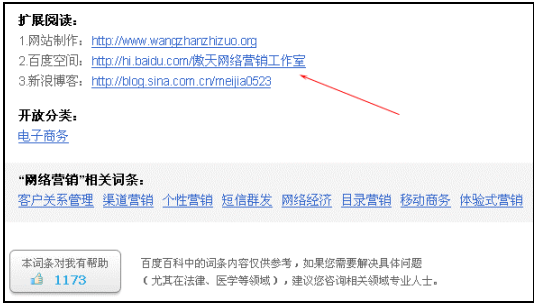 扩展阅读：
1.网站制作：http://www.wangzhanzhizuo.org
2.百度空间：http://hi.baidu.com/傲天网络营销工作室
3.新浪博客：http://blog.sina.com.cn/meijia0523
开放分类：
电子商务
“网络营销”相关词条：
客户关系管理 渠道营销 个性营销 短信群发 网络经济 目录营销 移动商务 体验式营销
本词条对我有帮助
1173
百度百科中的词条内容仅供参考，如果您需要解决具体问题
（尤其在法律、医学等领域），建议您咨询相关领域专业人士。